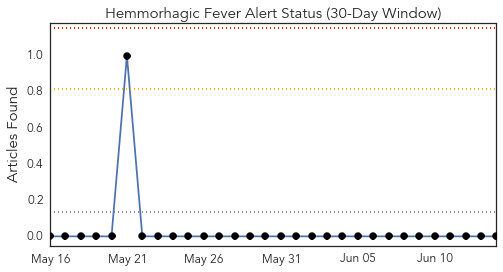 Hemmorhagic Fever Alert Status (30-Day Window)
Articles Found
1.0
0.8
0.6
0.4
0.2
0.0
May 16 May 21 May 26 May 31 Jun 05 Jun 10